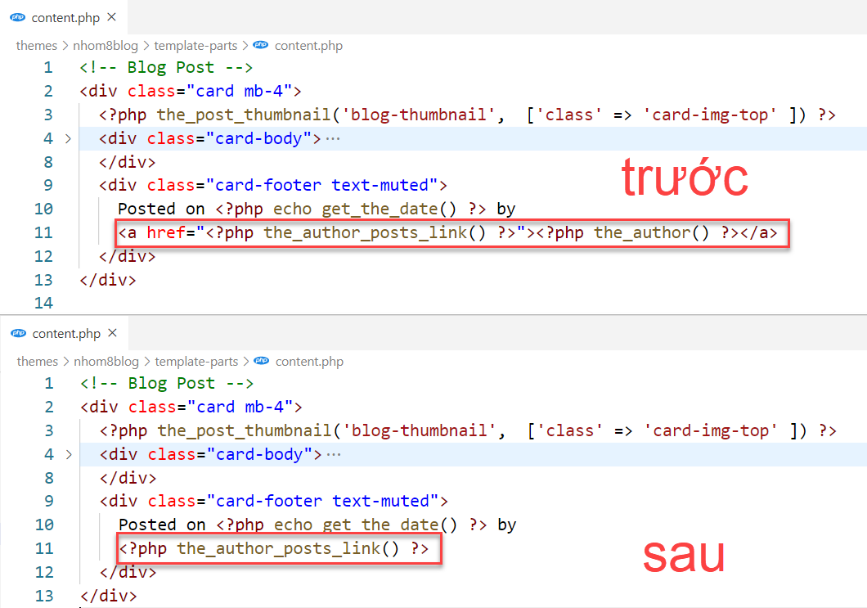 content.php ×
themes > nhom8blog > template-parts > content.php
1 <!-- Blog Post -->
2 <div class="card mb-4">
3 <?php the_post_thumbnail('blog-thumbnail', ['class' => 'card-img-top' ]) ?>
4 > <div class="card-body"> ···
8 </div>
9 <div class="card-footer text-muted">
10 Posted on <?php echo get_the_date() ?> by
11 <a href="<?php the_author_posts_link() ?>"><?php the_author() ?></a>
12 </div>
13 </div>
14
trước
content.php ×
themes > nhom8blog > template-parts > content.php
1 <!-- Blog Post -->
2 <div class="card mb-4">
3 <?php the_post_thumbnail('blog-thumbnail', ['class' => 'card-img-top' ]) ?>
4 > <div class="card-body"> ···
8 </div>
9 <div class="card-footer text-muted">
10 Posted on <?php echo get_the_date() ?> by
11 <?php the_author_posts_link() ?>
12 </div>
13 </div>
sau